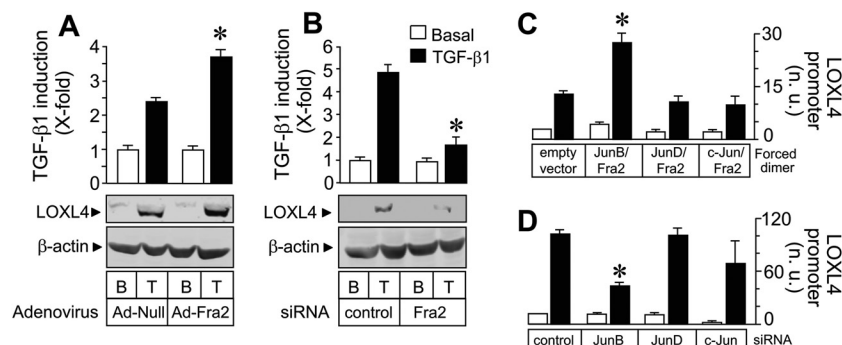 A
TGF-β1 induction
(X-fold)
4
3
2
1
0
*
LOXL4
β-actin
B T B T
Adenovirus Ad-Null Ad-Fra2
B
Basal
TGF-β1
TGF-β1 induction
(X-fold)
6
5
4
3
2
1
0
*
LOXL4
β-actin
B T B T
siRNA control Fra2
C
*
30
15
0
LOXL4
promoter
(n. u.)
empty JunB/ JunD/ c-Jun/ Forced
vector Fra2 Fra2 Fra2 dimer
D
*
120
60
0
LOXL4
promoter
(n. u.)
control JunB JunD c-Jun siRNA